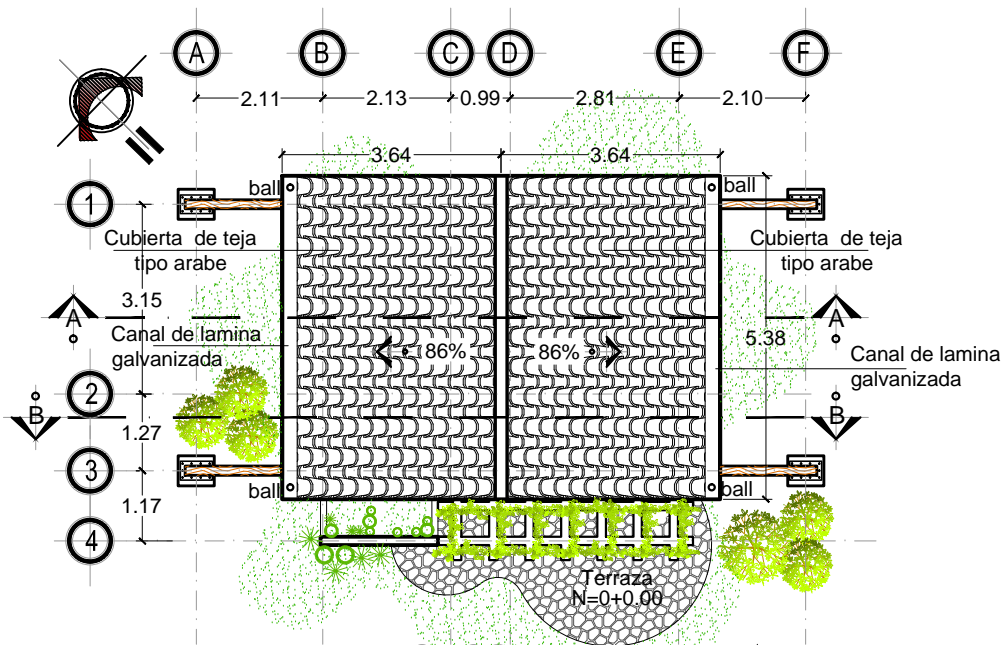 A B C D E F
2.11 2.13 0.99 2.81 2.10
3.64 3.64
ball ball
1
Cubierta de teja
tipo arabe
Cubierta de teja
tipo arabe
3.15
A A
Canal de lamina
galvanizada
5.38
86% 86%
Canal de lamina
galvanizada
2
B B
1.27
3
ball ball
1.17
4
Terraza
N=0+0.00